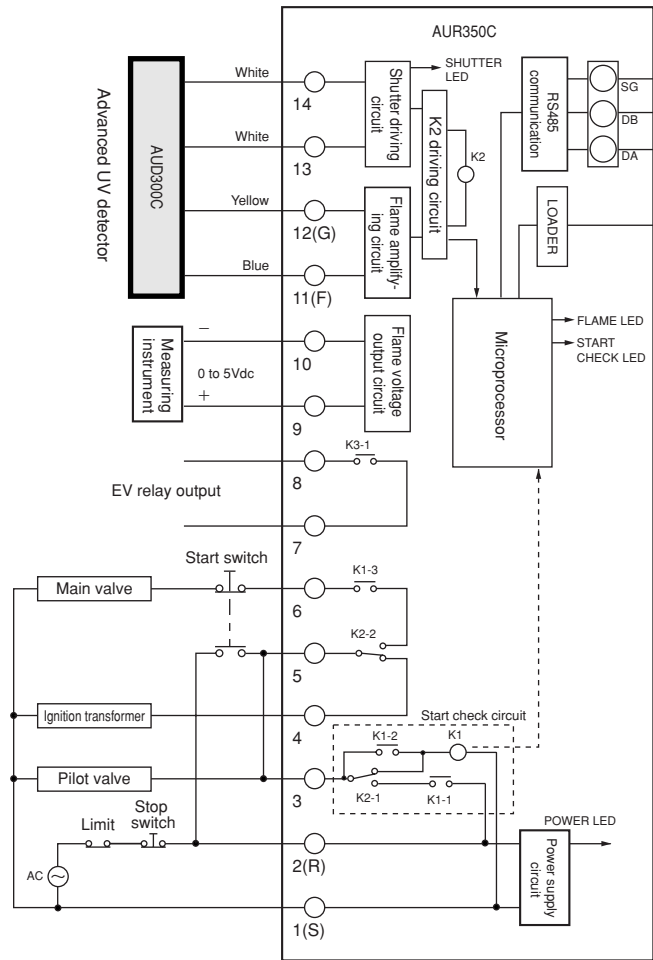 AUR350C
Advanced UV detector
AUD300C
White
14
White
13
Yellow
12(G)
Blue
11(F)
Shutter driving
circuit
SHUTTER
LED
K2 driving circuit
K2
Flame amplify-
ing circuit
RS485
communication
SG
DB
DA
LOADER
Microprocessor
FLAME LED
START
CHECK LED
Measuring
instrument
−
0 to 5Vdc
+
10
9
Flame voltage
output circuit
EV relay output
8
K3-1
7
Start switch
Main valve
6
K1-3
5
K2-2
Ignition transformer
4
Start check circuit
K1-2
K1
Pilot valve
3
K2-1
K1-1
Limit
Stop
switch
2(R)
AC
~
1(S)
Power supply
circuit
POWER LED